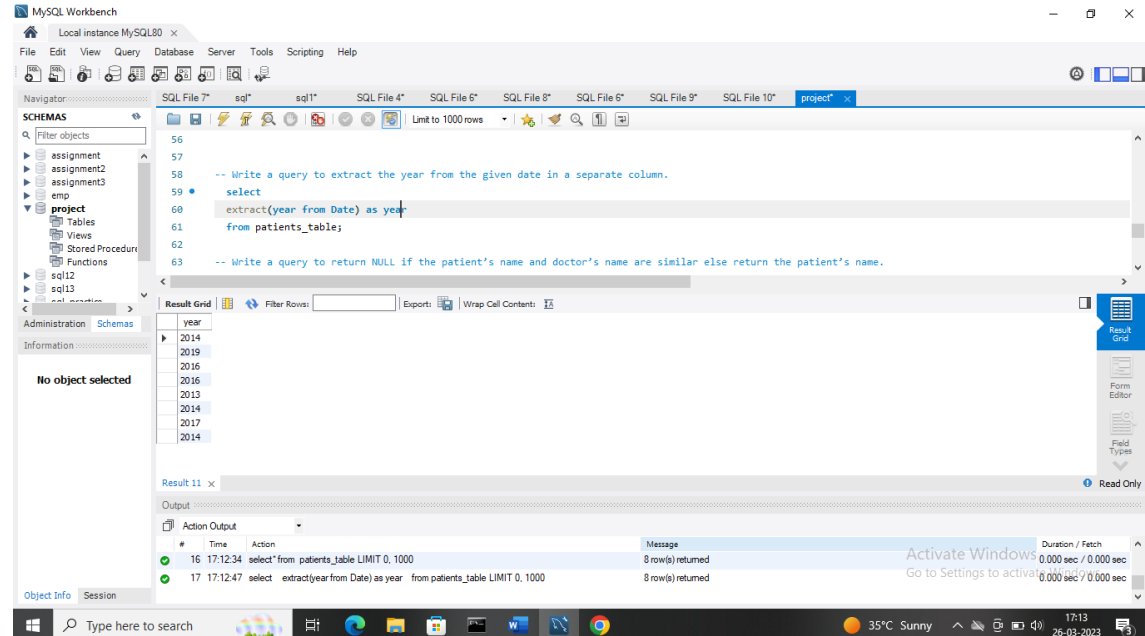 MySQL Workbench
Local instance MySQL80 ×
File Edit View Query Database Server Tools Scripting Help
Navigator
SQL File 7* sql* sql1* SQL File 4* SQL File 6* SQL File 8* SQL File 6* SQL File 9* SQL File 10* project* ×
SCHEMAS
Limit to 1000 rows
Filter objects
assignment
assignment2
assignment3
emp
project
Tables
Views
Stored Procedure
Functions
sql12
sql13
56
57
58 -- Write a query to extract the year from the given date in a separate column.
59 select
60 extract(year from Date) as year
61 from patients_table;
62
63 -- Write a query to return NULL if the patient's name and doctor's name are similar else return the patient's name.
Administration Schemas
Information
No object selected
Result Grid Filter Rows: Export: Wrap Cell Content:
year
2014
2019
2016
2016
2013
2014
2017
2014
Result Grid
Form Editor
Field Types
Result 11 ×
Read Only
Output
Action Output
# Time Action Message Duration / Fetch
16 17:12:34 select* from patients_table LIMIT 0, 1000 8 row(s) returned 0.000 sec / 0.000 sec
17 17:12:47 select extract(year from Date) as year from patients_table LIMIT 0, 1000 8 row(s) returned 0.000 sec / 0.000 sec
Activate Windows
Go to Settings to activate Windows.
Object Info Session
Type here to search
35°C Sunny
17:13
26-03-2023